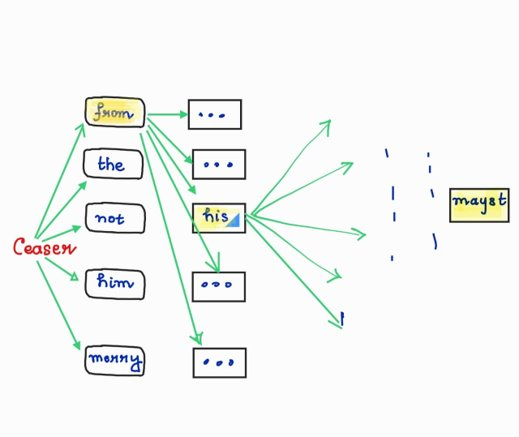 from
...
the
...
not
his
mayst
Ceaser
him
...
merry
...